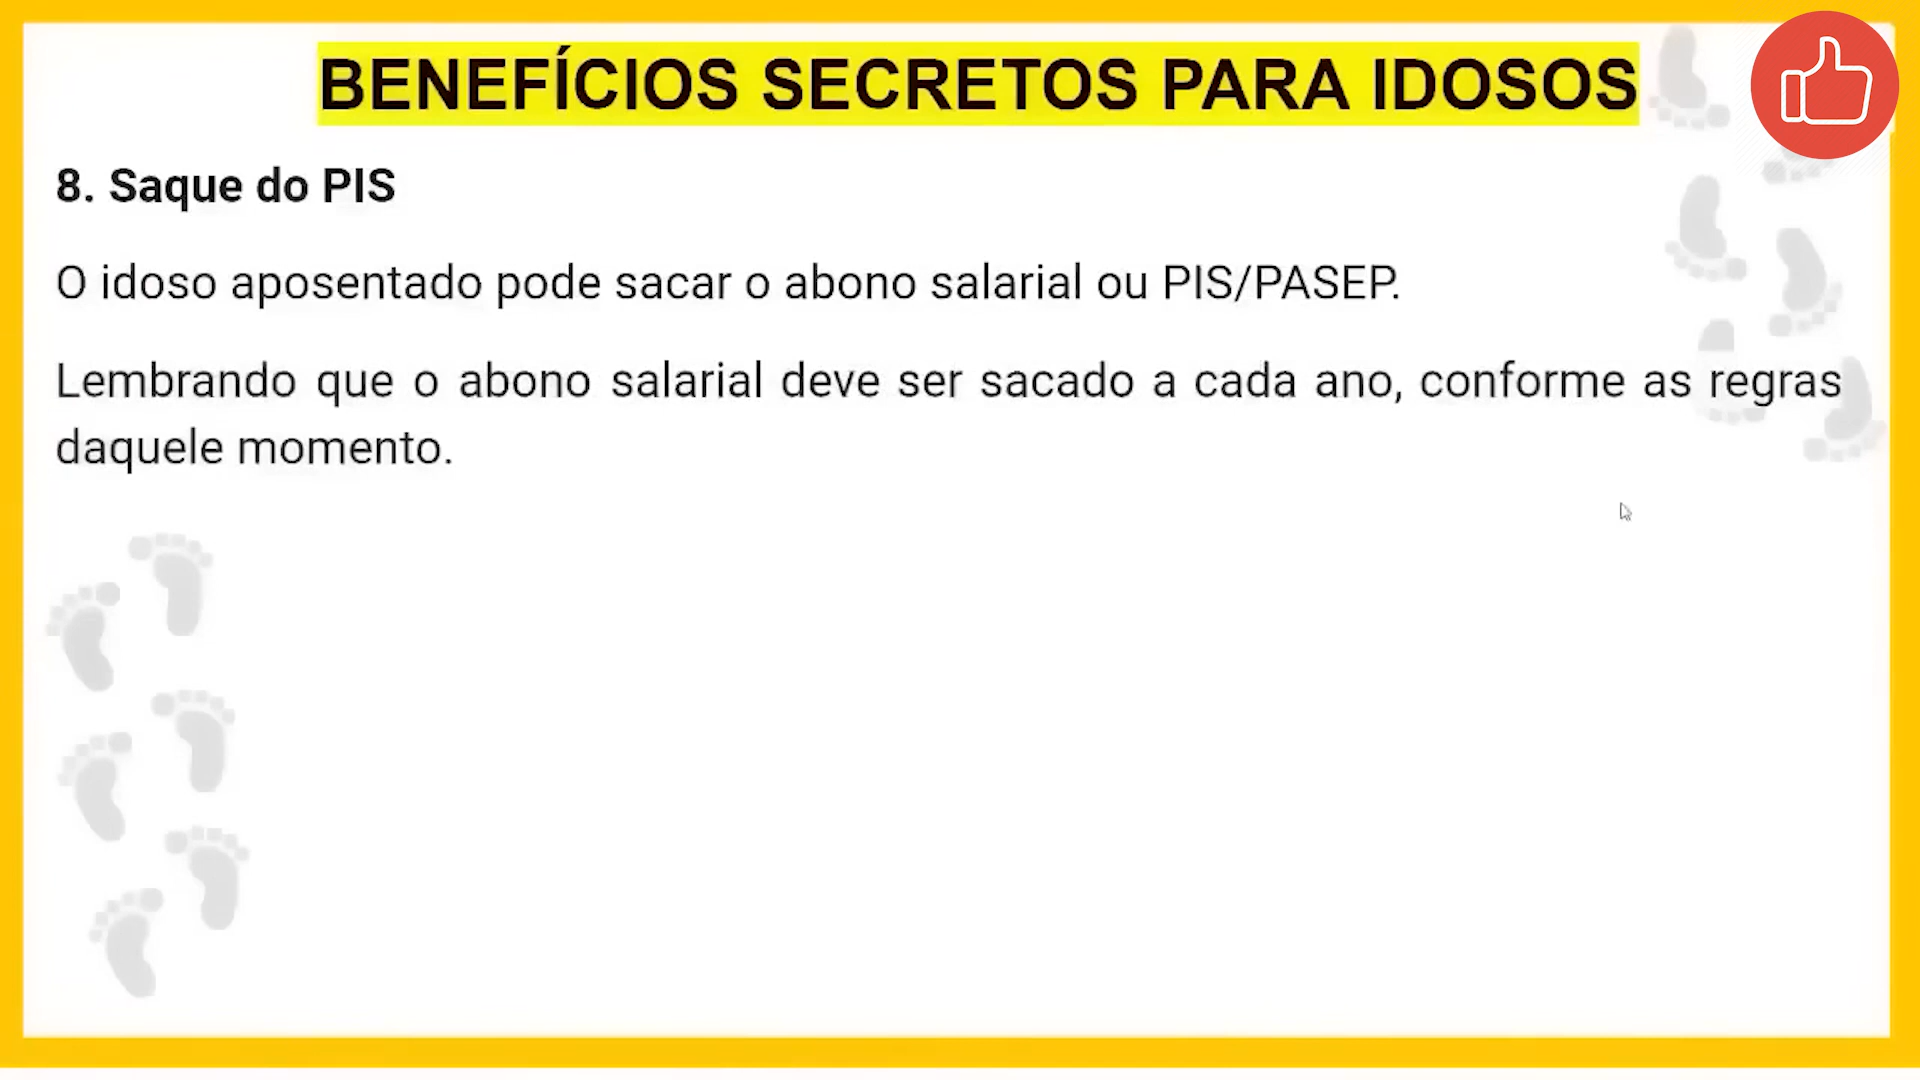 BENEFÍCIOS SECRETOS PARA IDOSOS
8. Saque do PIS
O idoso aposentado pode sacar o abono salarial ou PIS/PASEP.
Lembrando que o abono salarial deve ser sacado a cada ano, conforme as regras
daquele momento.